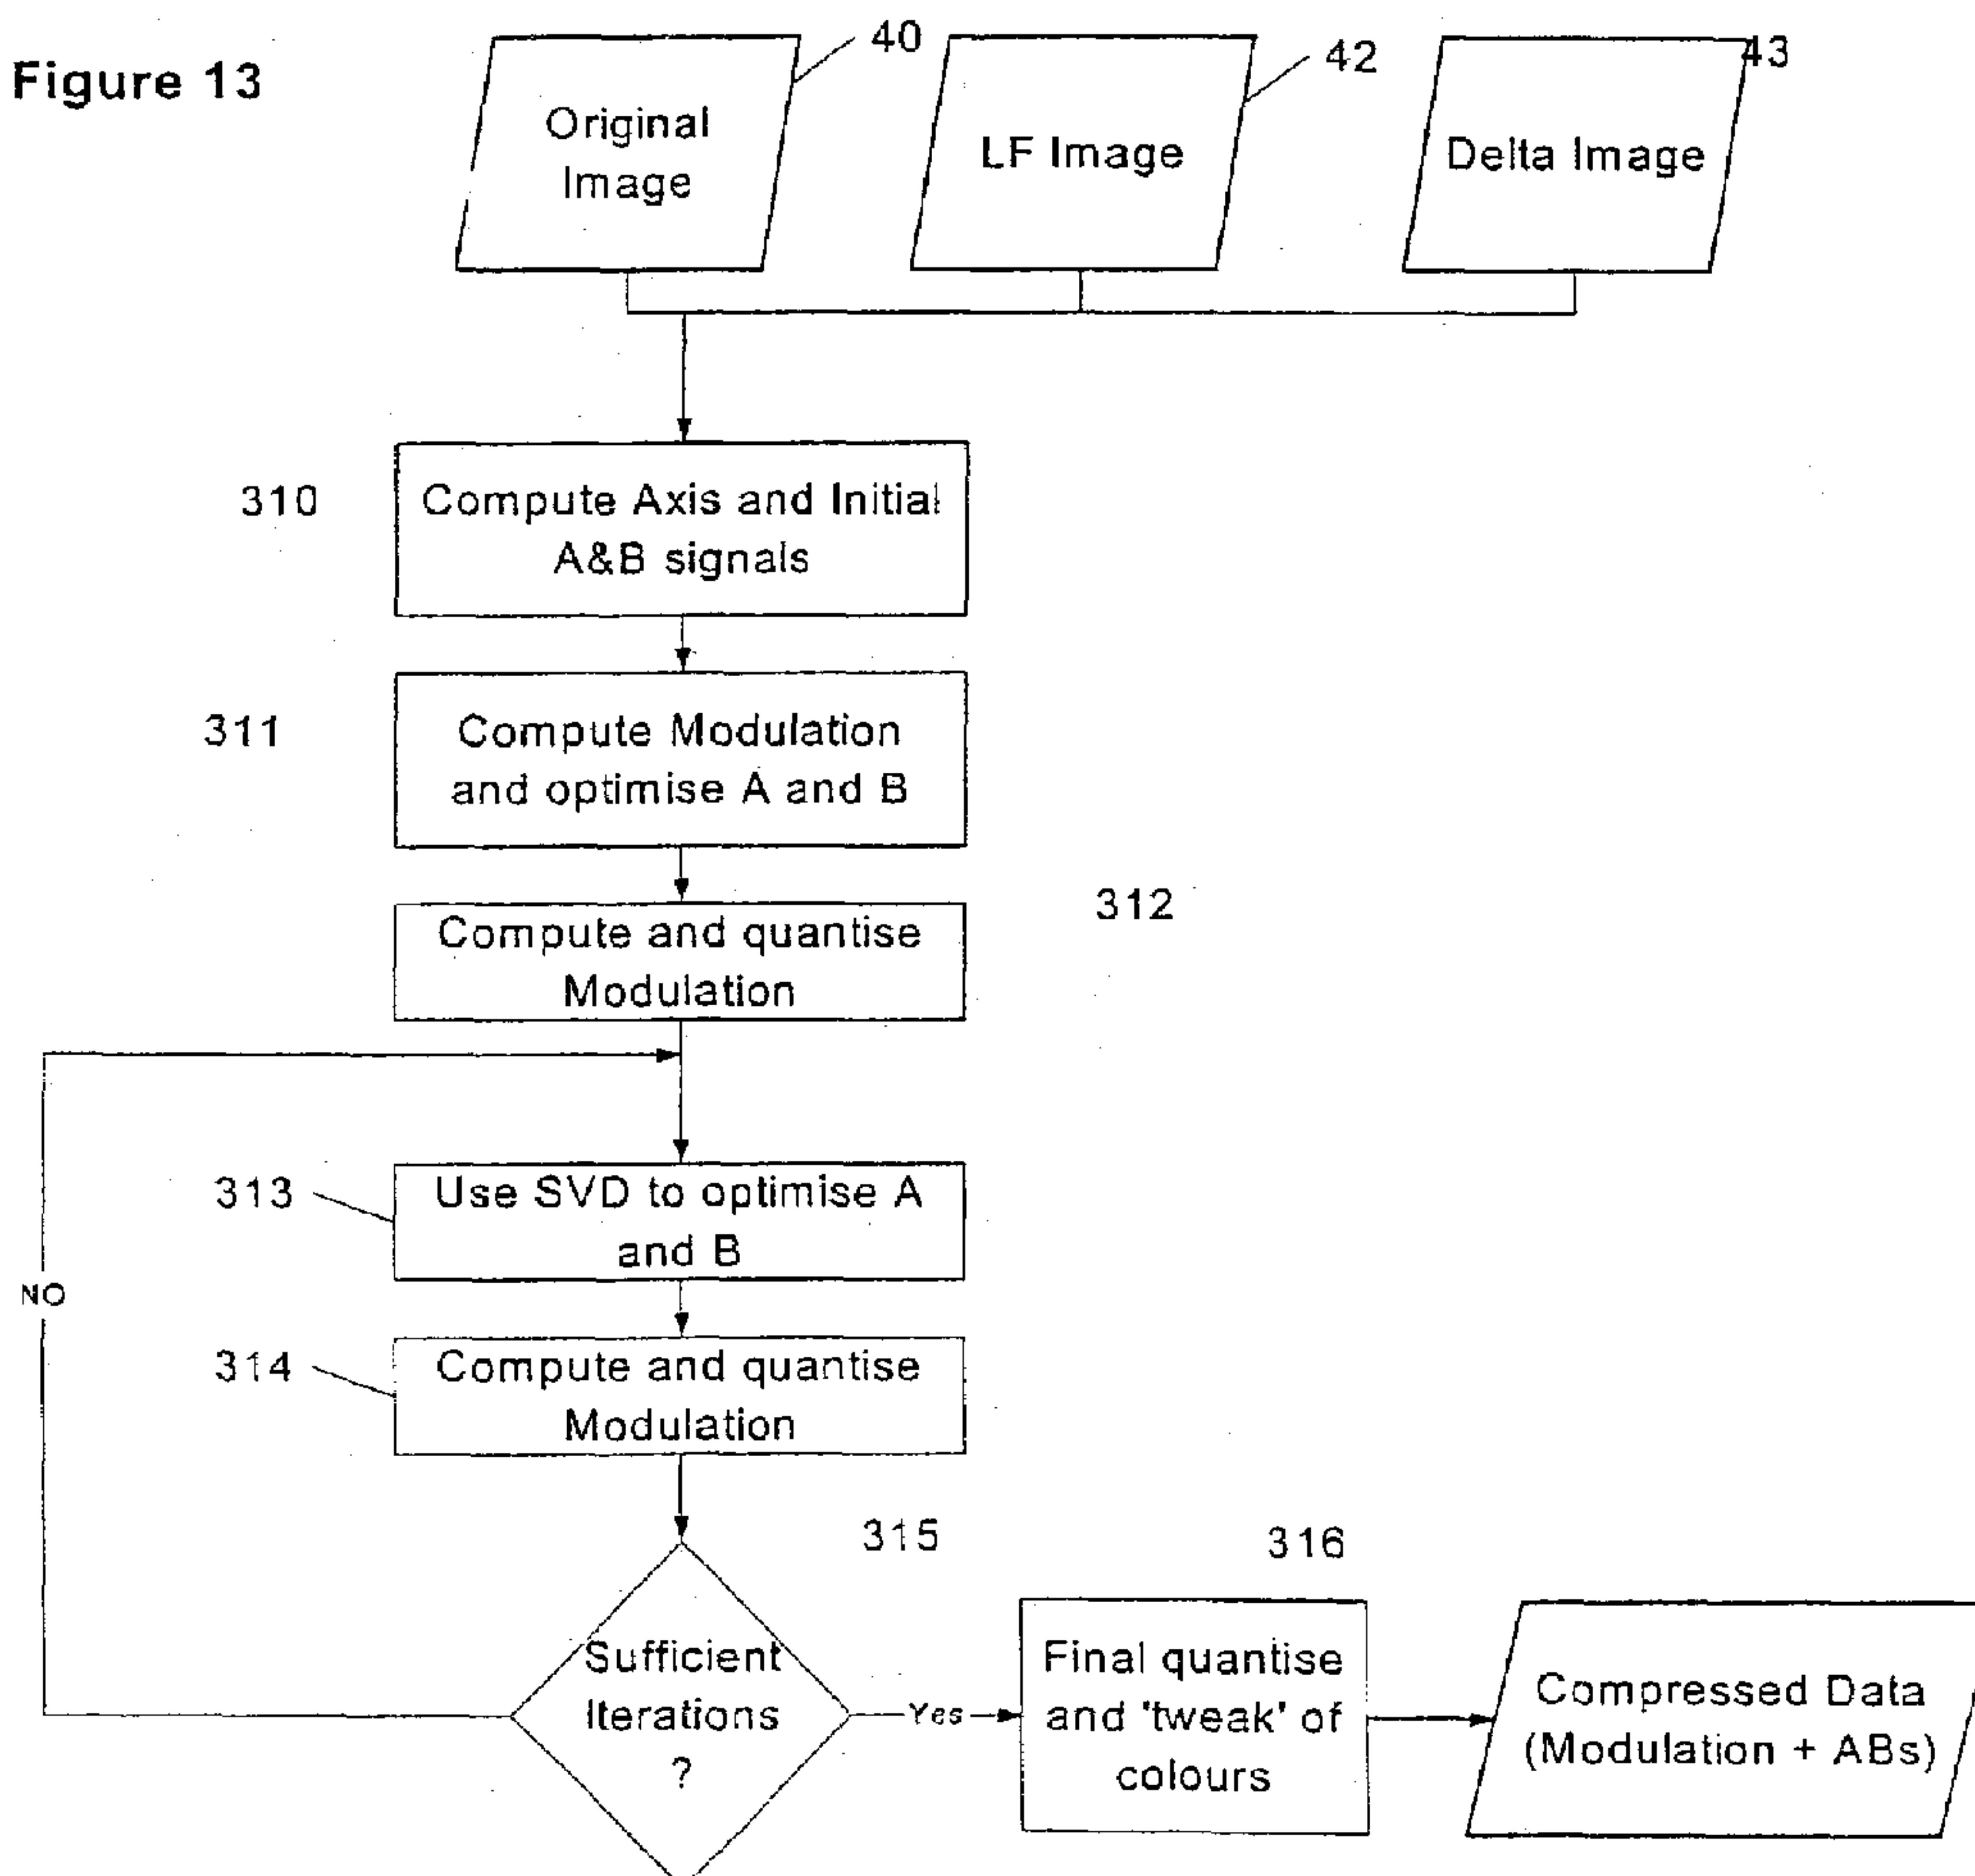 Figure 13
40
42
43
Original
Image
LF Image
Delta Image
310
Compute Axis and Initial
A&B signals
311
Compute Modulation
and optimise A and B
312
Compute and quantise
Modulation
313
Use SVD to optimise A
and B
NO
314
Compute and quantise
Modulation
315
316
Sufficient
Iterations
?
Yes
Final quantise
and 'tweak' of
colours
Compressed Data
(Modulation + ABs)